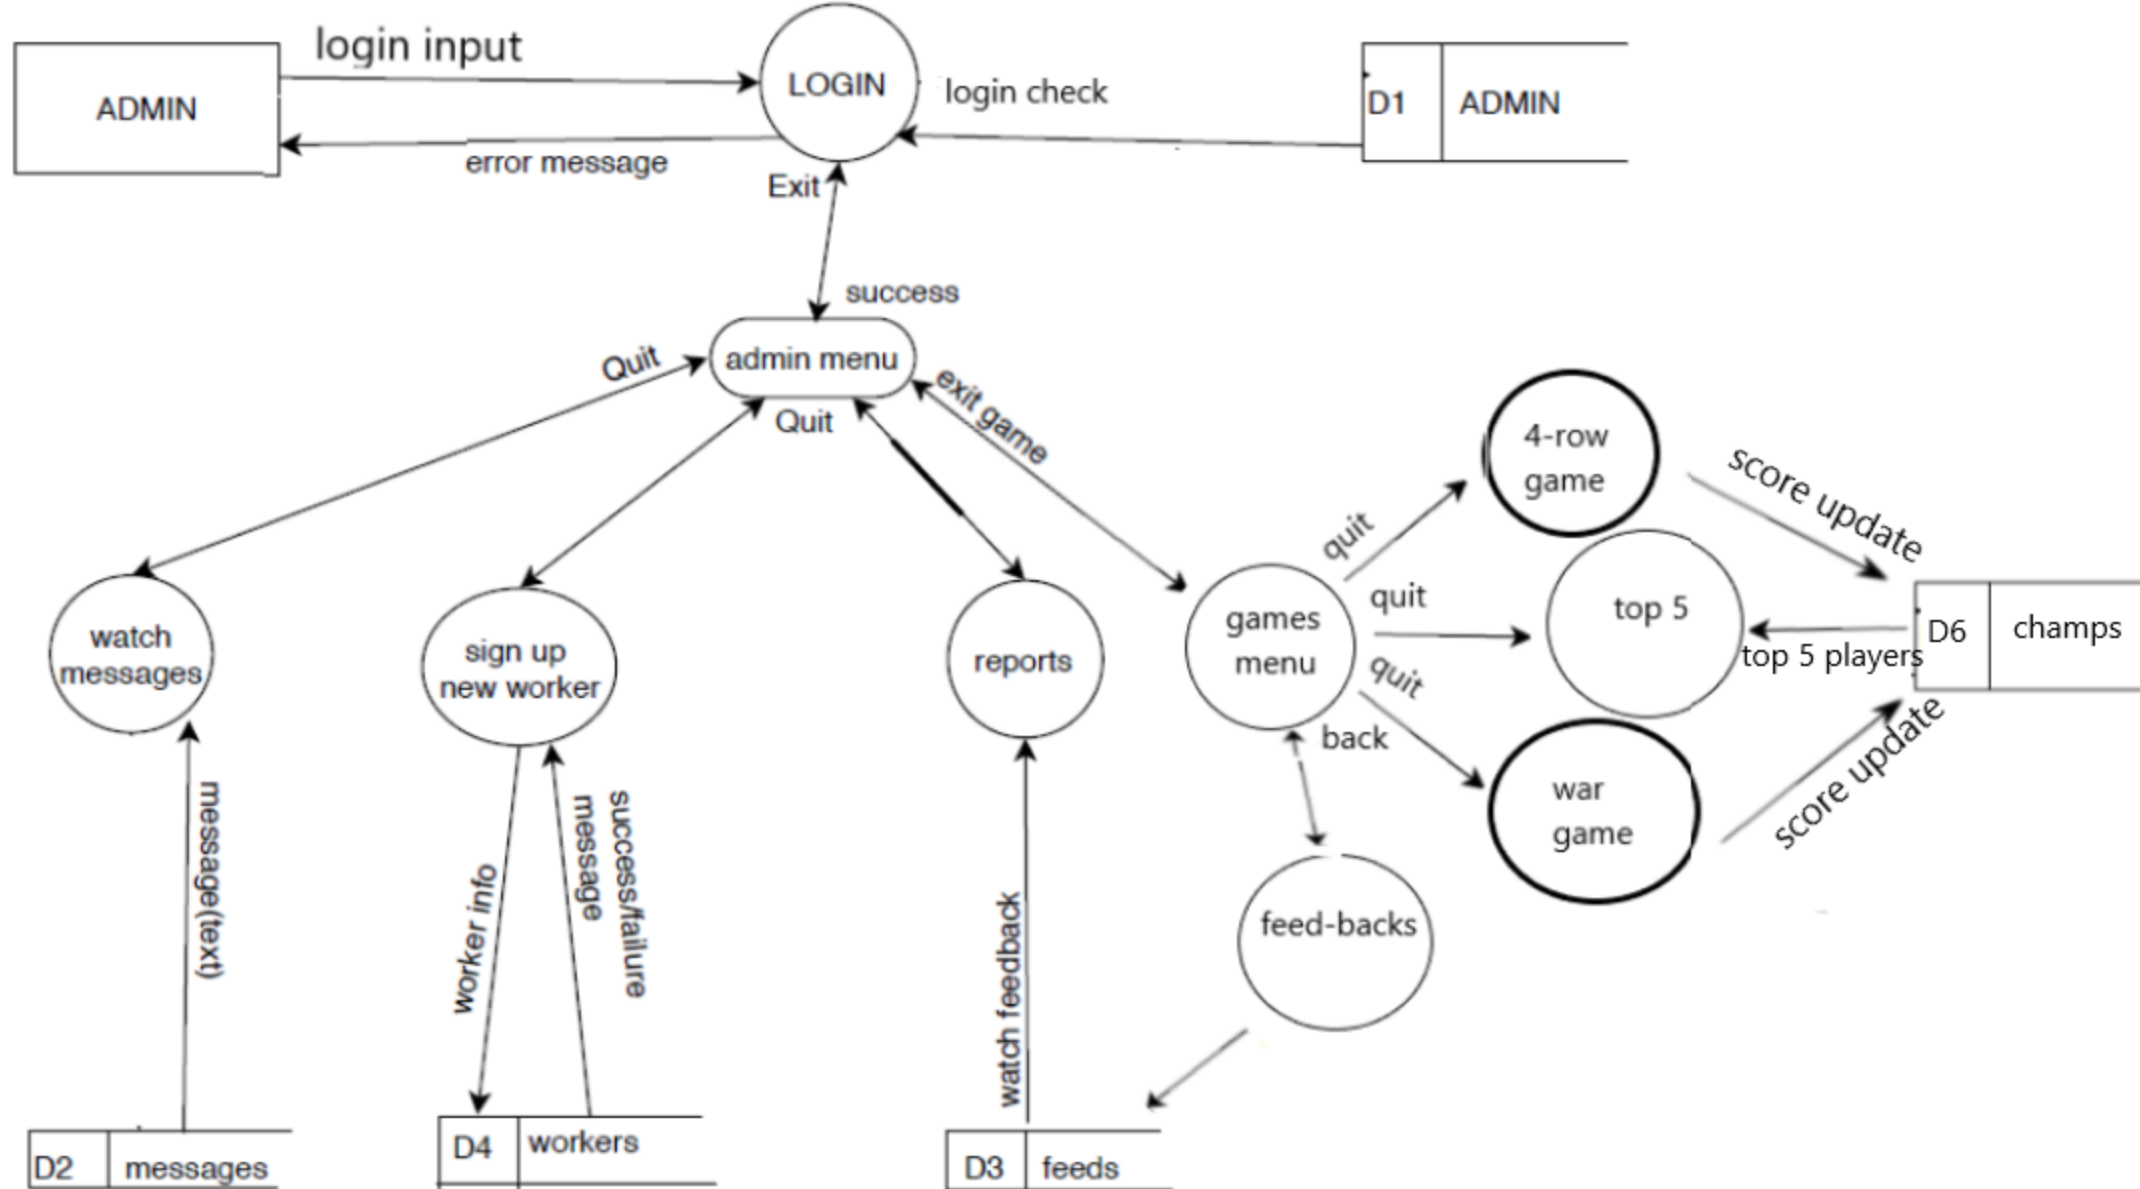 login input
ADMIN
LOGIN
login check
D1 ADMIN
error message
Exit
success
Quit
admin menu
Quit
exit game
4-row
game
score update
quit
quit
top 5
games
menu
D6 champs
top 5 players
watch
messages
sign up
new worker
reports
quit
back
war
game
score update
message(text)
worker info
success/failure
message
watch feedback
feed-backs
D2 messages
D4 workers
D3 feeds